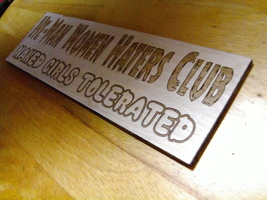 He-Man Women Haters Club
NAKED GIRLS TOLERATED